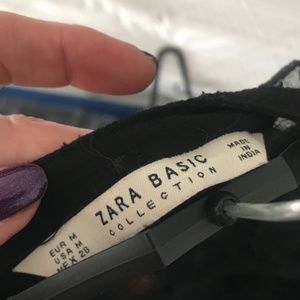 ZARA BASIC
COLLECTION
MADE
IN
INDIA
EUR M
USA M
MEX 28